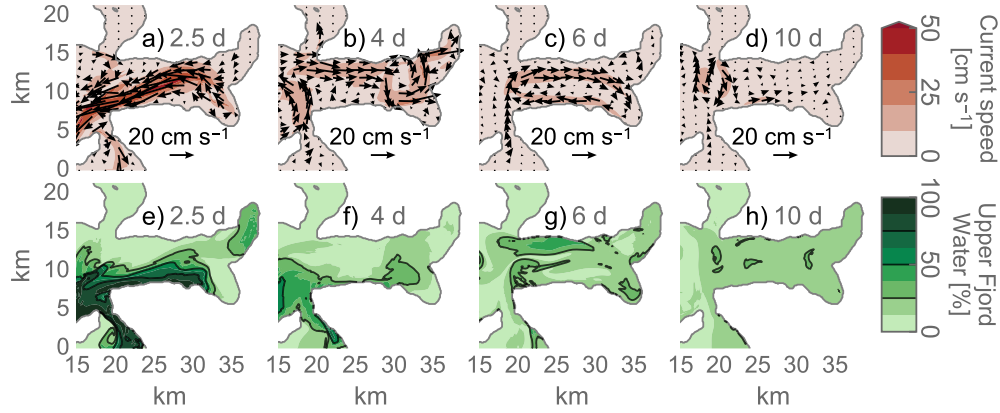 20
15
10
5
0
km
a) 2.5 d
20 cm s⁻¹
b) 4 d
20 cm s⁻¹
c) 6 d
20 cm s⁻¹
d) 10 d
20 cm s⁻¹
50
25
0
Current speed
[cm s⁻¹]
20
15
10
5
0
km
e) 2.5 d
f) 4 d
g) 6 d
h) 10 d
100
50
0
Upper Fjord
Water [%]
15 20 25 30 35
15 20 25 30 35
15 20 25 30 35
15 20 25 30 35
km
km
km
km